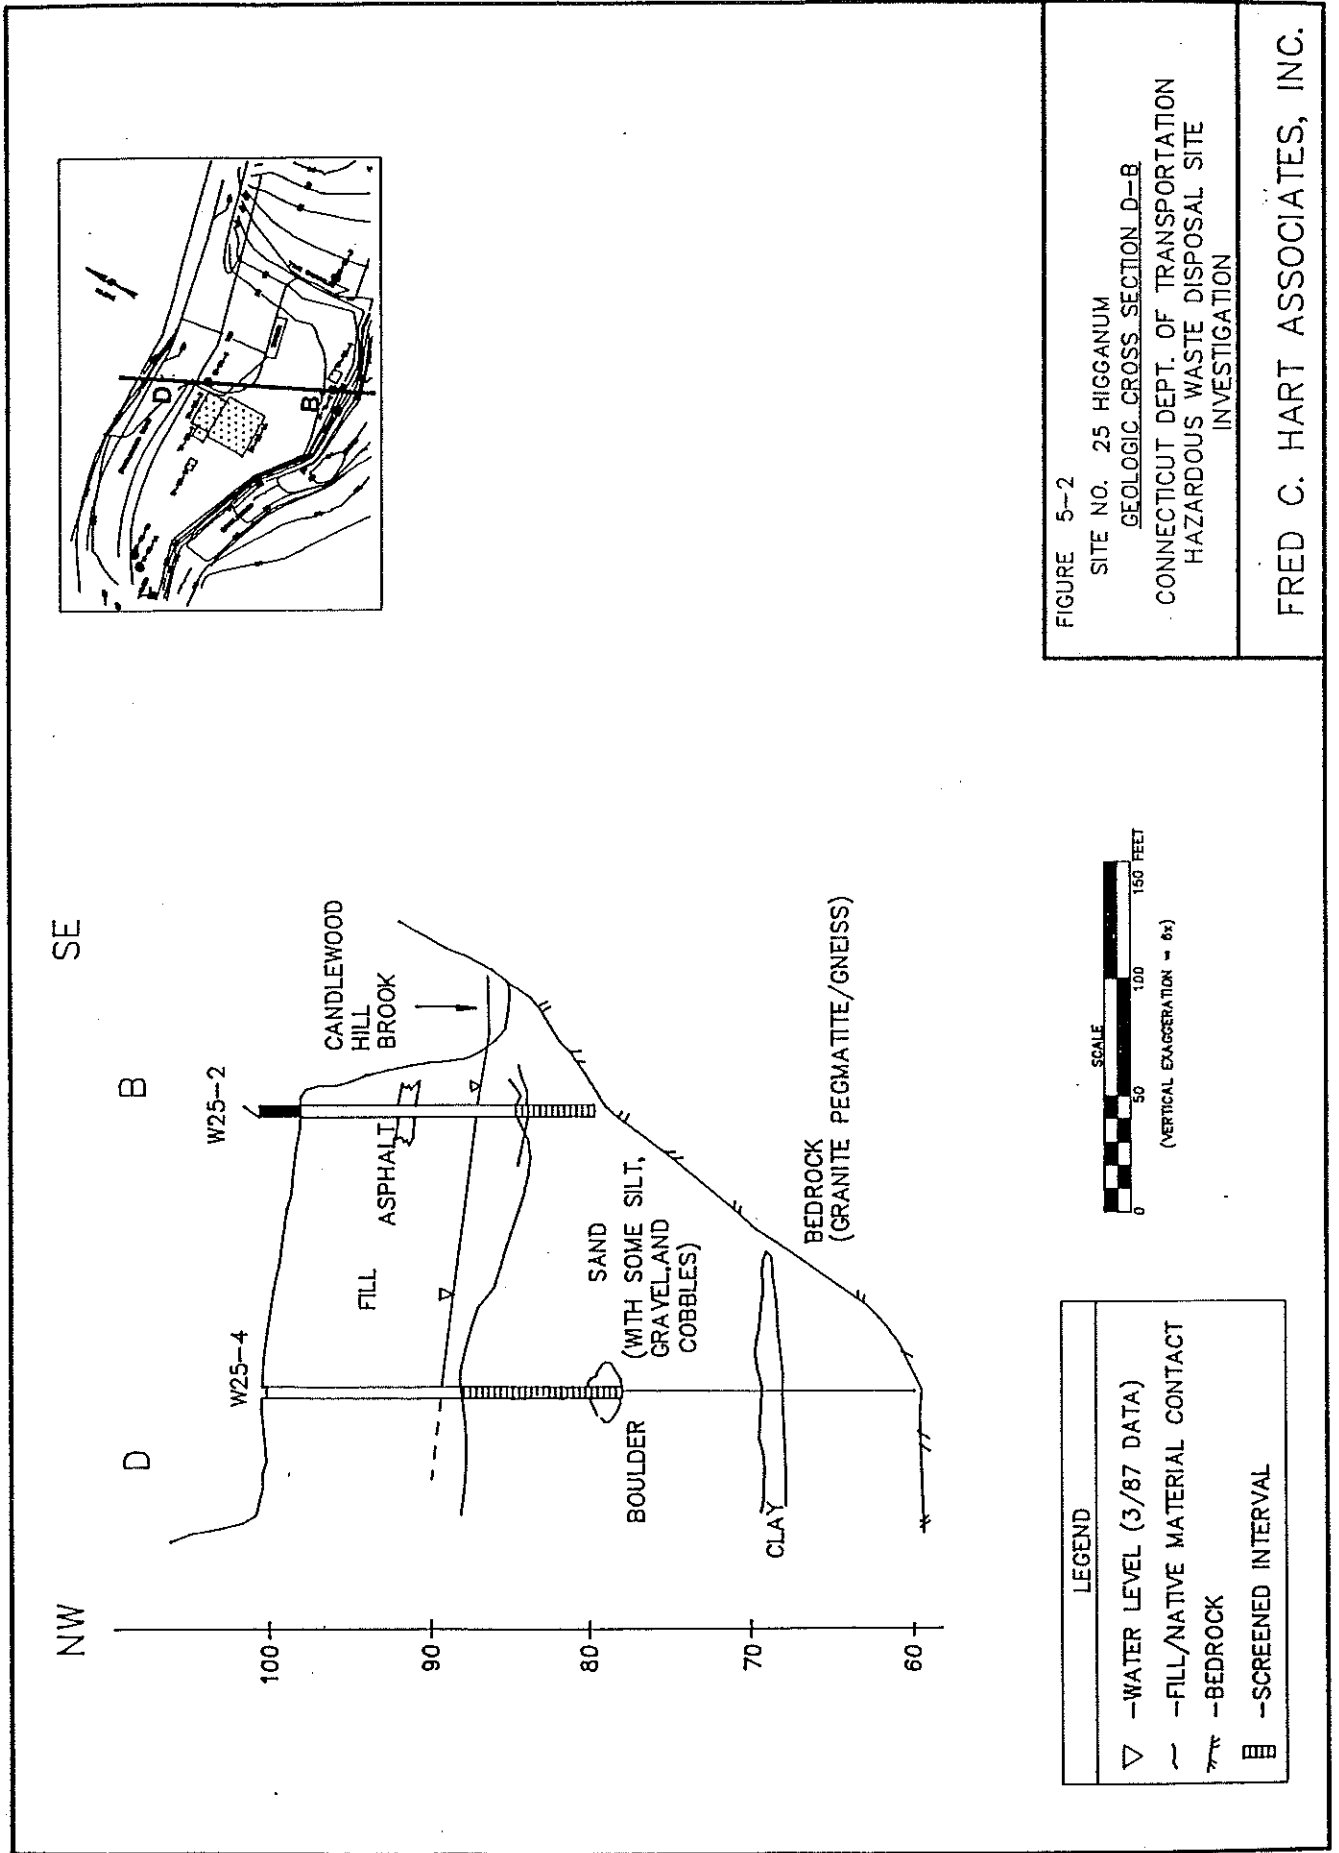 NW
SE
D
B
W25-4
W25-2
CANDLEWOOD
HILL
BROOK
100
90
80
70
60
FILL
ASPHALT
SAND
(WITH SOME SILT,
GRAVEL,AND
COBBLES)
BOULDER
CLAY
BEDROCK
(GRANITE PEGMATITE/GNEISS)
D
B
LEGEND
-WATER LEVEL (3/87 DATA)
-FILL/NATIVE MATERIAL CONTACT
-BEDROCK
-SCREENED INTERVAL
SCALE
0 50 100 150 FEET
(VERTICAL EXAGGERATION = 6x)
FIGURE 5-2
SITE NO. 25 HIGGANUM
GEOLOGIC CROSS SECTION D-B
CONNECTICUT DEPT. OF TRANSPORTATION
HAZARDOUS WASTE DISPOSAL SITE
INVESTIGATION
FRED C. HART ASSOCIATES, INC.